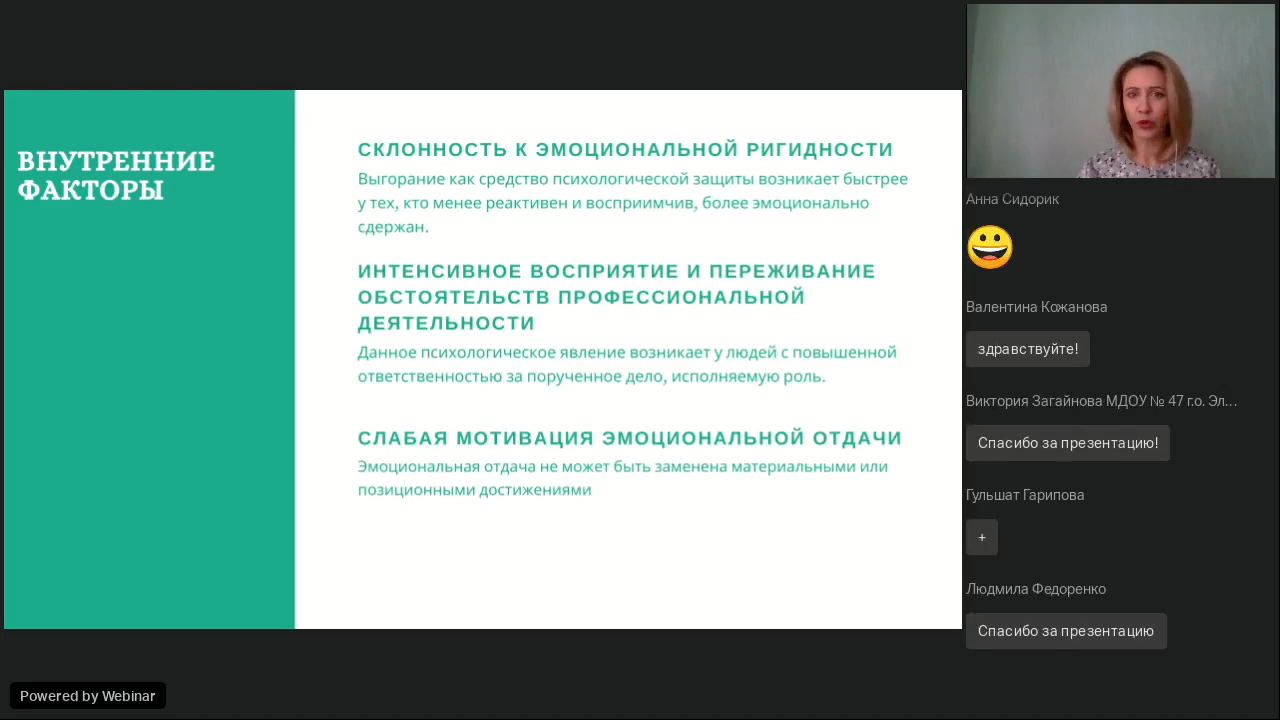 ВНУТРЕННИЕ
ФАКТОРЫ
СКЛОННОСТЬ К ЭМОЦИОНАЛЬНОЙ РИГИДНОСТИ
Выгорание как средство психологической защиты возникает быстрее
у тех, кто менее реактивен и восприимчив, более эмоционально
сдержан.
ИНТЕНСИВНОЕ ВОСПРИЯТИЕ И ПЕРЕЖИВАНИЕ
ОБСТОЯТЕЛЬСТВ ПРОФЕССИОНАЛЬНОЙ
ДЕЯТЕЛЬНОСТИ
Данное психологическое явление возникает у людей с повышенной
ответственностью за порученное дело, исполняемую роль.
СЛАБАЯ МОТИВАЦИЯ ЭМОЦИОНАЛЬНОЙ ОТДАЧИ
Эмоциональная отдача не может быть заменена материальными или
позиционными достижениями
Анна Сидорик
Валентина Кожанова
здравствуйте!
Виктория Загайнова МДОУ № 47 г.о. Эл...
Спасибо за презентацию!
Гульшат Гарипова
+
Людмила Федоренко
Спасибо за презентацию
Powered by Webinar